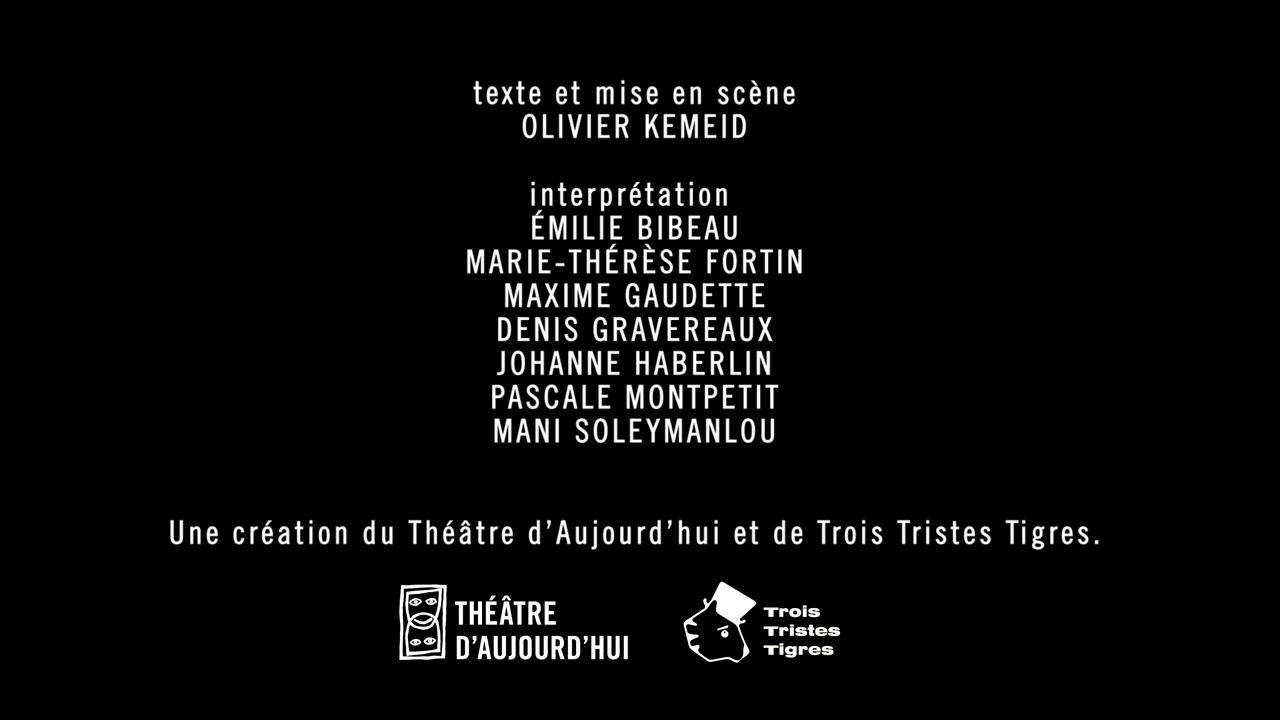 texte et mise en scène
OLIVIER KEMEID
interprétation
ÉMILIE BIBEAU
MARIE-THÉRÈSE FORTIN
MAXIME GAUDETTE
DENIS GRAVEREAUX
JOHANNE HABERLIN
PASCALE MONTPETIT
MANI SOLEYMANLOU
Une création du Théâtre d’Aujourd’hui et de Trois Tristes Tigres.
THÉÂTRE
D’AUJOURD’HUI
Trois
Tristes
Tigres